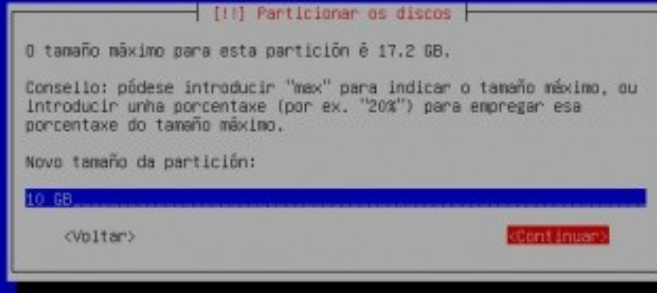 [!!] Particionar os discos
O tamaño máximo para esta partición é 17.2 GB.
Consello: pódese introducir "max" para indicar o tamaño máximo, ou
introducir unha porcentaxe (por ex. "20%") para empregar esa
porcentaxe do tamaño máximo.
Novo tamaño da partición:
10 GB
<Voltar> <Continuar>